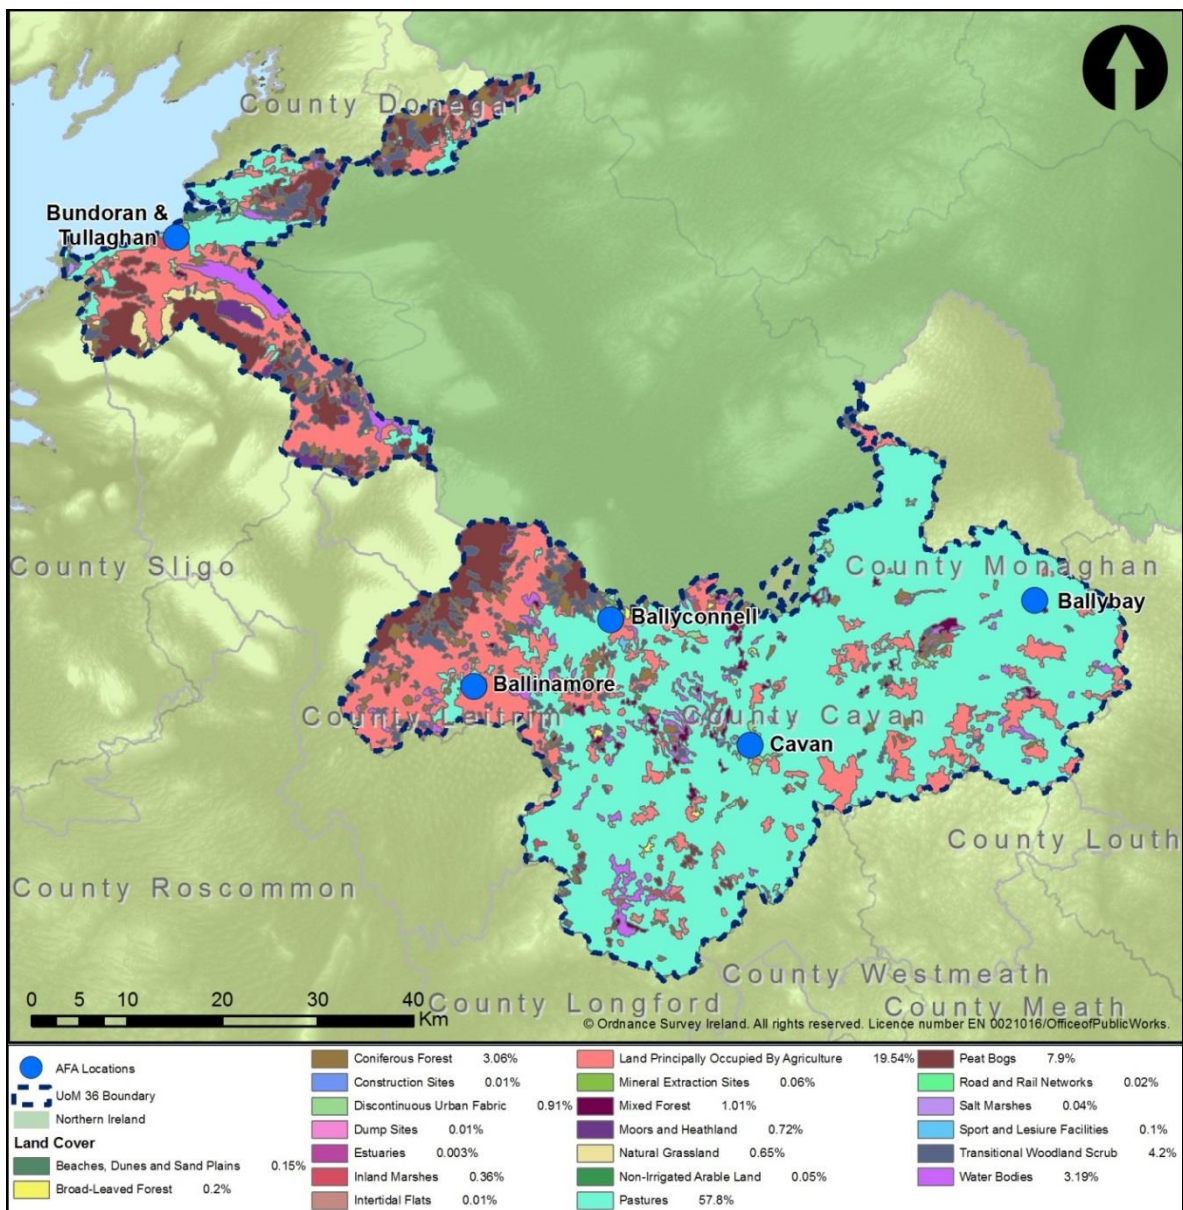 County Donegal
Bundoran &
Tullaghan
County Sligo
County Monaghan
Ballybay
Ballyconnell
Ballinamore
County Leitrim
County Cavan
Cavan
County Louth
County Roscommon
County Westmeath
County Longford
County Meath
0 5 10 20 30 40
Km
© Ordnance Survey Ireland. All rights reserved. Licence number EN 0021016/OfficeofPublicWorks.
AFA Locations
UoM 36 Boundary
Northern Ireland
Land Cover
Beaches, Dunes and Sand Plains 0.15%
Broad-Leaved Forest 0.2%
Coniferous Forest 3.06%
Construction Sites 0.01%
Discontinuous Urban Fabric 0.91%
Dump Sites 0.01%
Estuaries 0.003%
Inland Marshes 0.36%
Intertidal Flats 0.01%
Land Principally Occupied By Agriculture 19.54%
Mineral Extraction Sites 0.06%
Mixed Forest 1.01%
Moors and Heathland 0.72%
Natural Grassland 0.65%
Non-Irrigated Arable Land 0.05%
Pastures 57.8%
Peat Bogs 7.9%
Road and Rail Networks 0.02%
Salt Marshes 0.04%
Sport and Lesiure Facilities 0.1%
Transitional Woodland Scrub 4.2%
Water Bodies 3.19%